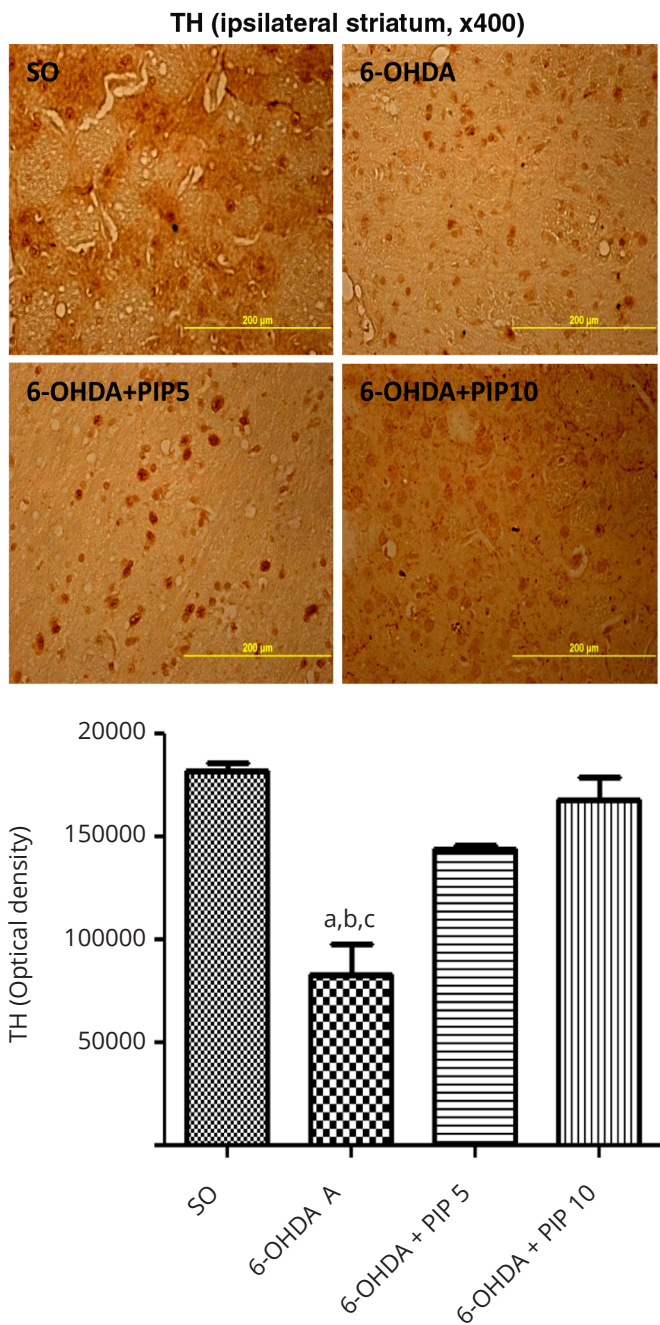 TH (ipsilateral striatum, x400)
SO
6-OHDA
200 µm
200 µm
6-OHDA+PIP5
6-OHDA+PIP10
200 µm
200 µm
20000
150000
100000
50000
TH (Optical density)
a,b,c
SO
6-OHDA A
6-OHDA + PIP 5
6-OHDA + PIP 10